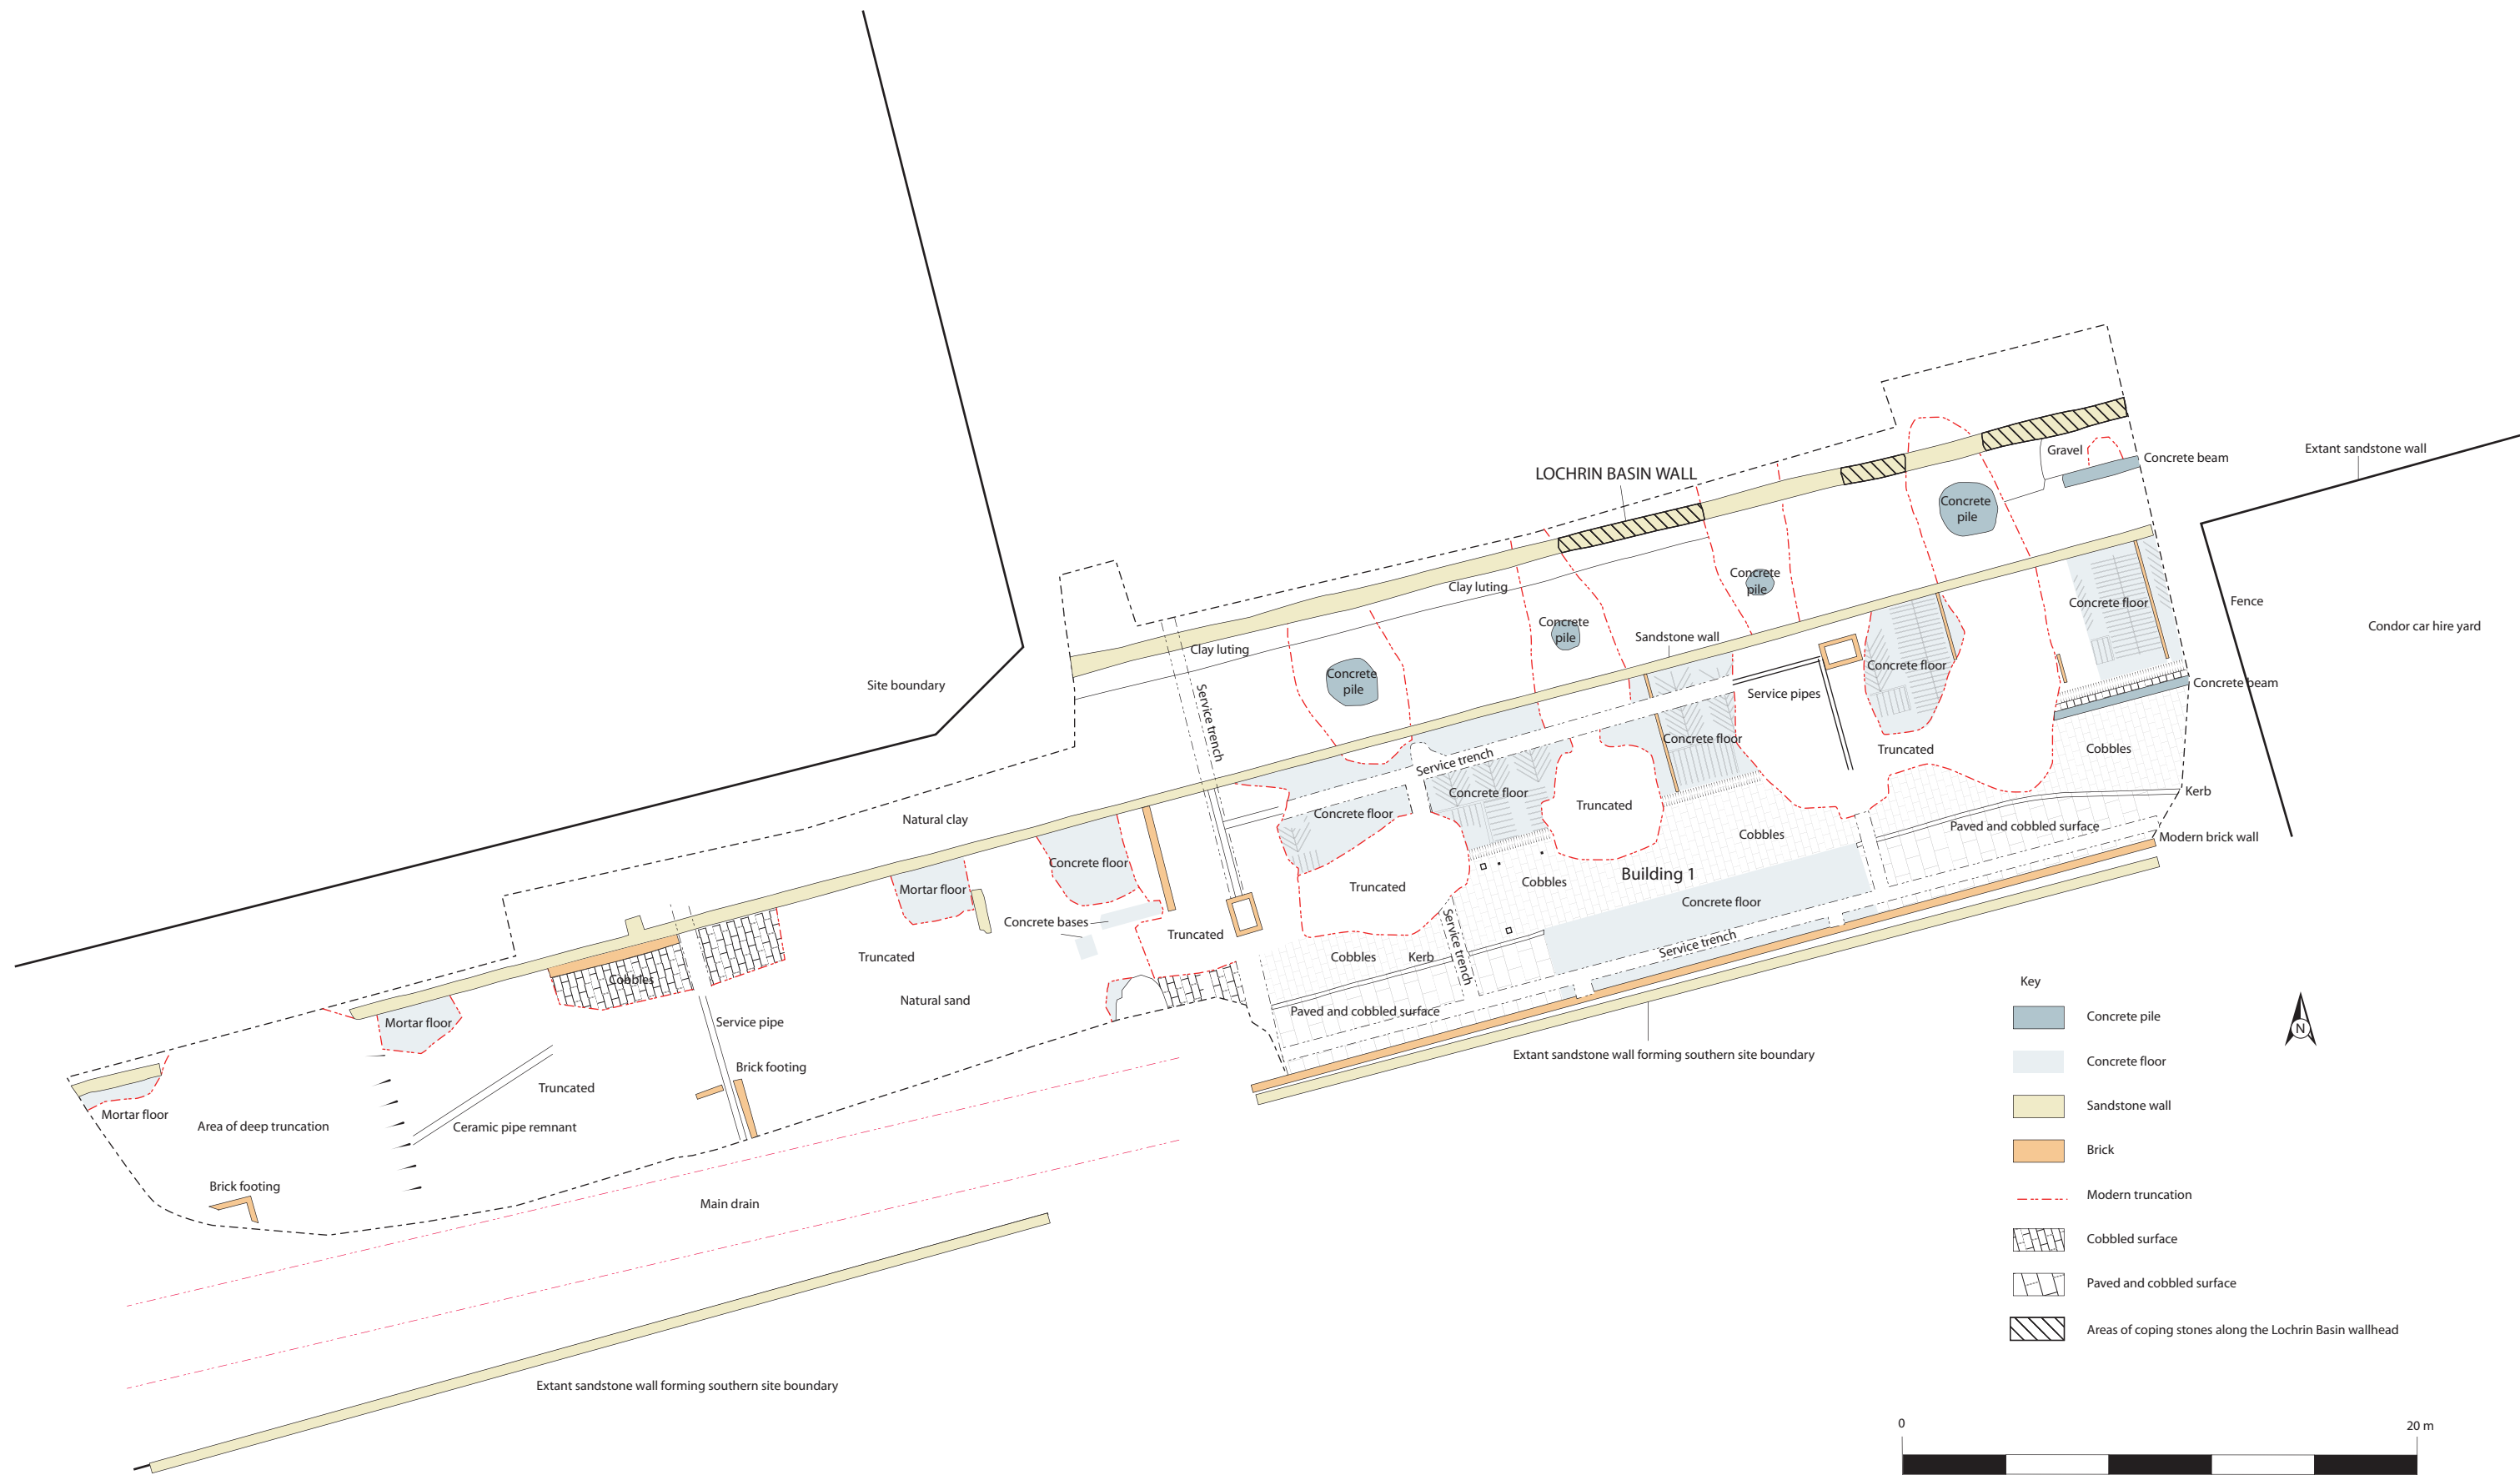 LOCHRIN BASIN WALL
Gravel
Concrete beam
Extant sandstone wall
Concrete
pile
Clay luting
Concrete
pile
Concrete
pile
Concrete floor
Fence
Condor car hire yard
Sandstone wall
Clay luting
Concrete
pile
Site boundary
Service trench
Service pipes
Concrete floor
Concrete beam
Concrete floor
Truncated
Cobbles
Service trench
Concrete floor
Truncated
Kerb
Concrete floor
Natural clay
Cobbles
Paved and cobbled surface
Modern brick wall
Concrete floor
Mortar floor
Truncated
Cobbles
Building 1
Concrete floor
Concrete bases
Truncated
Service trench
Service trench
Truncated
Cobbles
Kerb
Cobbles
Natural sand
Paved and cobbled surface
Mortar floor
Service pipe
Extant sandstone wall forming southern site boundary
Brick footing
Truncated
Mortar floor
Area of deep truncation
Ceramic pipe remnant
Brick footing
Main drain
Extant sandstone wall forming southern site boundary
Key
Concrete pile
Concrete floor
Sandstone wall
Brick
Modern truncation
Cobbled surface
Paved and cobbled surface
Areas of coping stones along the Lochrin Basin wallhead
N
0
20 m